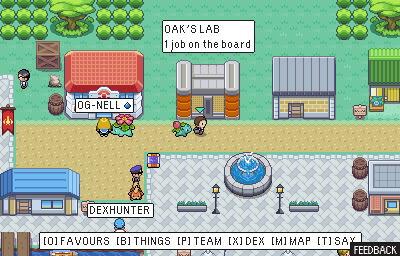 OAK'S LAB
1 job on the board
OG-NELL
DEXHUNTER
[O]FAVOURS [B]THINGS [P]TEAM [X]DEX [M]MAP [T]SAY
FEEDBACK